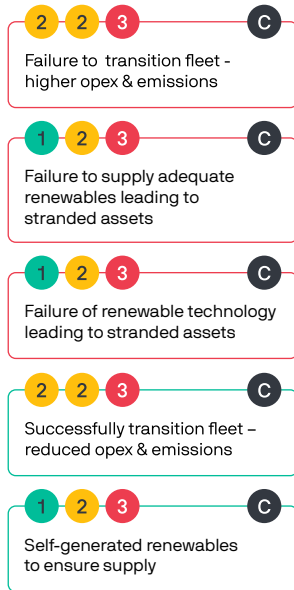 2 2 3 C
Failure to transition fleet -
higher opex & emissions
1 2 3 C
Failure to supply adequate
renewables leading to
stranded assets
1 2 3 C
Failure of renewable technology
leading to stranded assets
2 2 3 C
Successfully transition fleet –
reduced opex & emissions
1 2 3 C
Self-generated renewables
to ensure supply